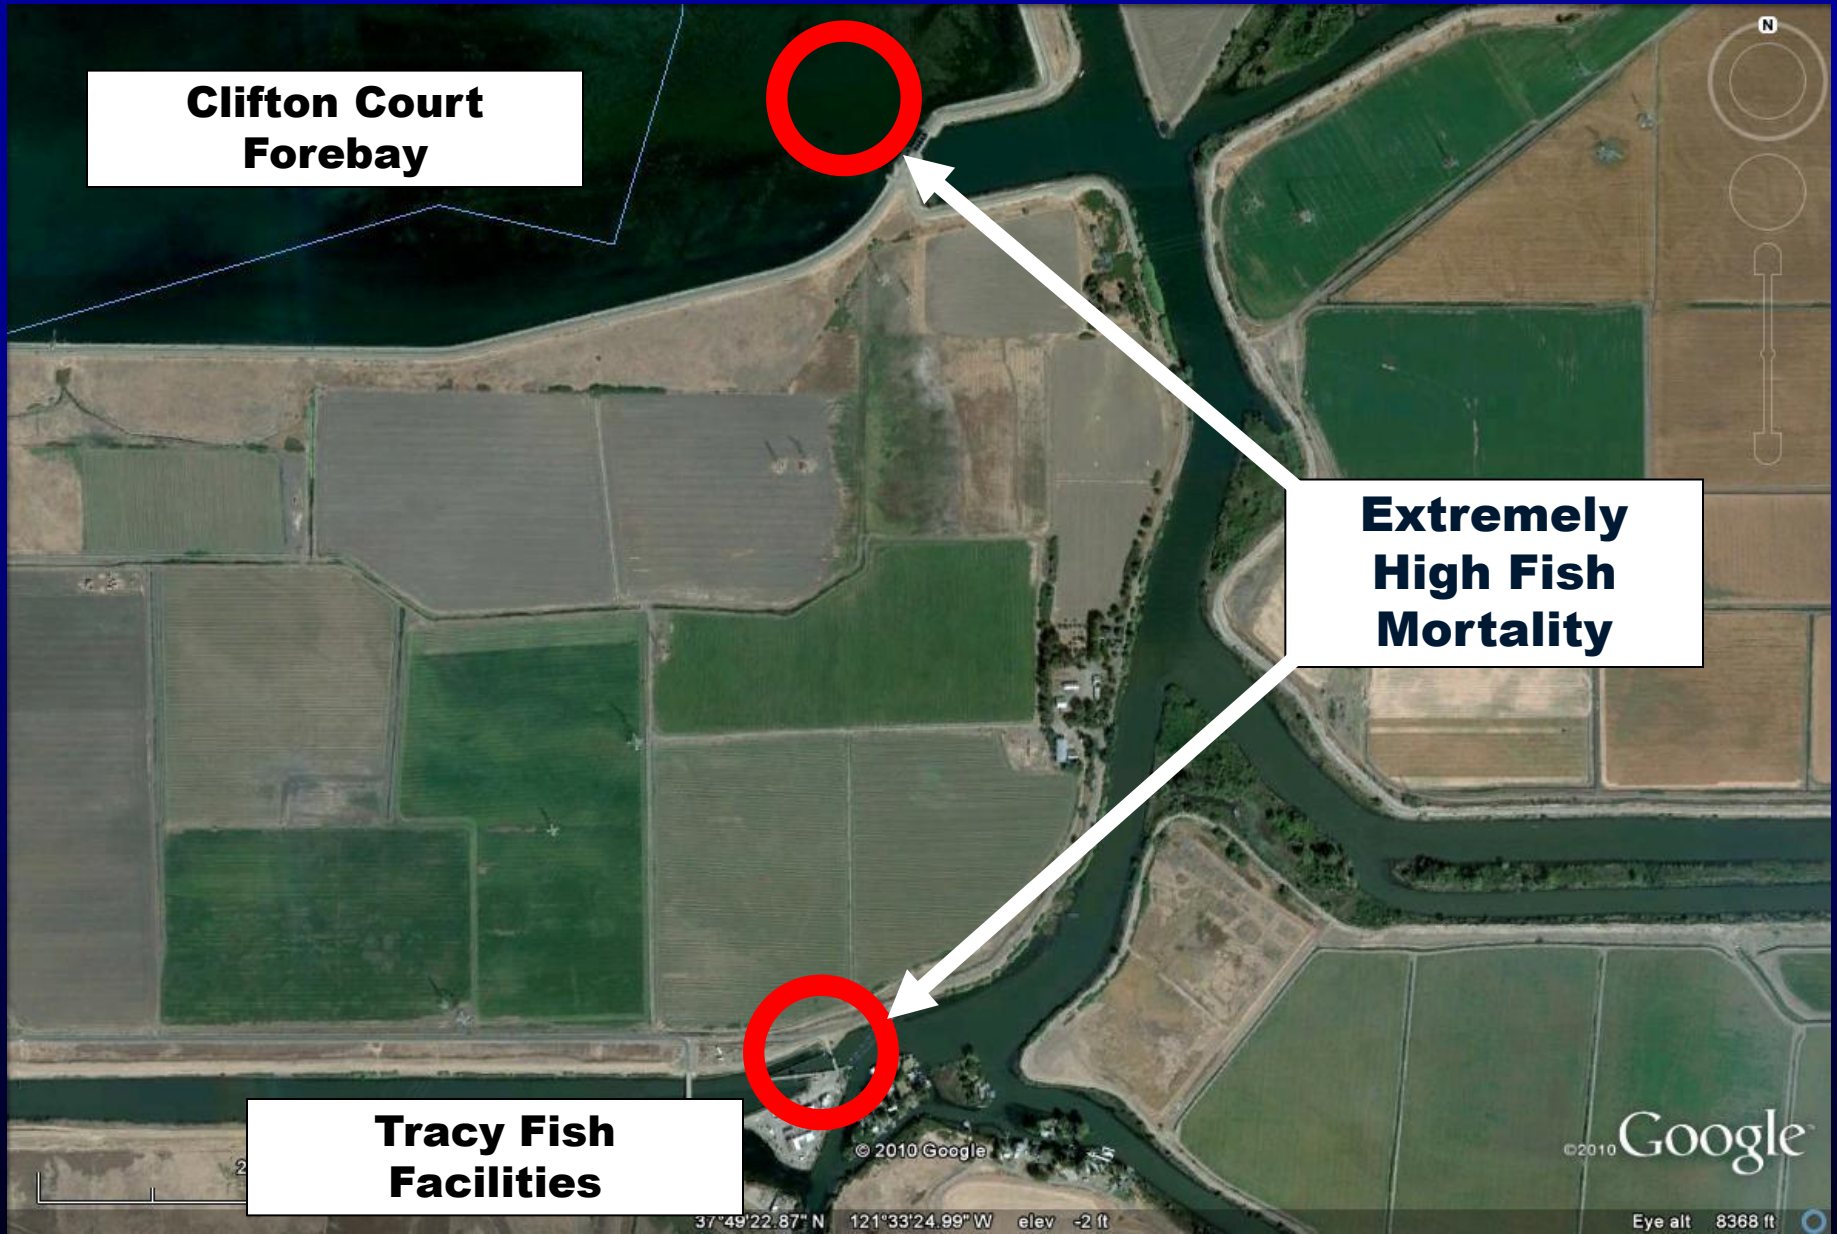 N
Clifton Court
Forebay
Extremely
High Fish
Mortality
Tracy Fish
Facilities
© 2010 Google
©2010 Google
37°49'22.87" N 121°33'24.99" W elev -2 ft
Eye alt 8368 ft